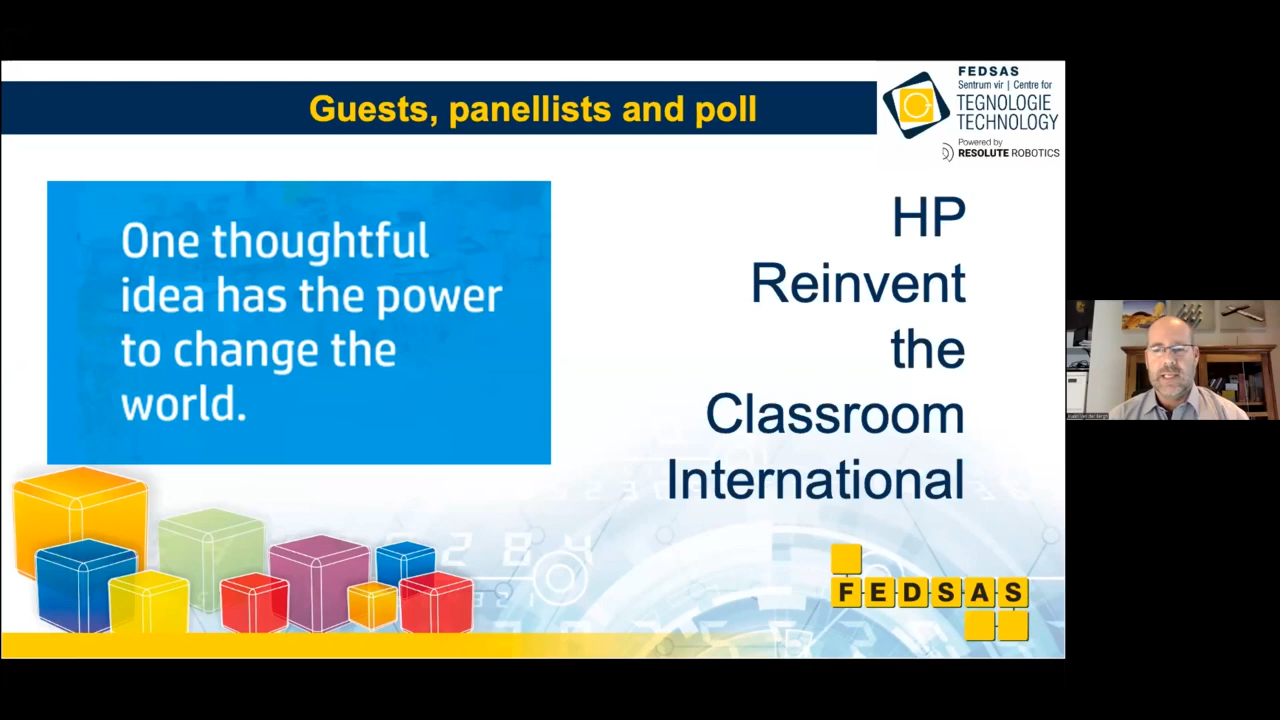 Guests, panellists and poll
FEDSAS
Sentrum vir | Centre for
TEGNOLOGIE
TECHNOLOGY
Powered by
RESOLUTE ROBOTICS
One thoughtful
idea has the power
to change the
world.
HP
Reinvent
the
Classroom
International
FEDSAS